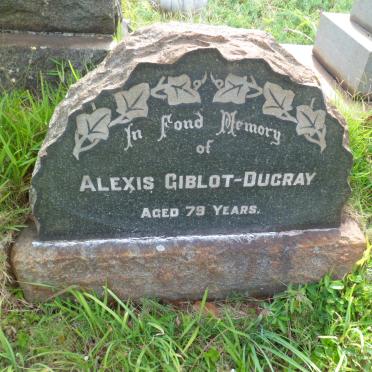 In Fond Memory
of
ALEXIS GIBLOT-DUCRAY
AGED 79 YEARS.